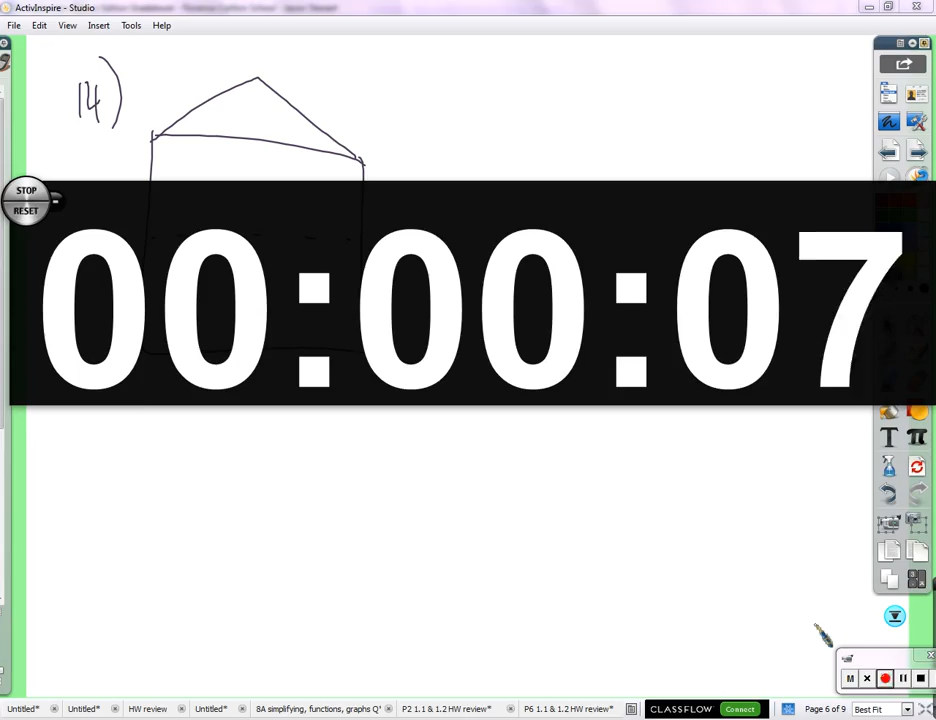 ActivInspire - Studio
File Edit View Insert Tools Help
14)
STOP
RESET
00:00:07
T π
M
Untitled* Untitled* HW review Untitled* 8A simplifying, functions, graphs Q' P2 1.1 & 1.2 HW review* P6 1.1 & 1.2 HW review* CLASSFLOW Connect Page 6 of 9 Best Fit